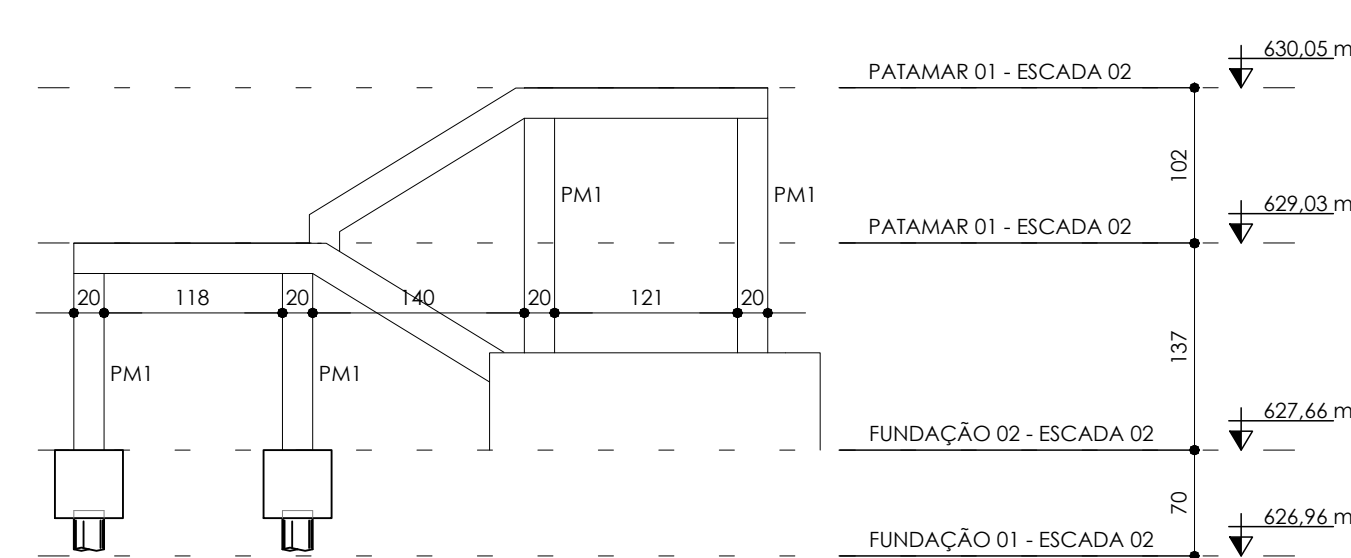 630,05 m
PATAMAR 01 - ESCADA 02
102
PM1
PM1
629,03 m
PATAMAR 01 - ESCADA 02
20 118 20 140 20 121 20
137
PM1
PM1
627,66 m
FUNDAÇÃO 02 - ESCADA 02
70
626,96 m
FUNDAÇÃO 01 - ESCADA 02